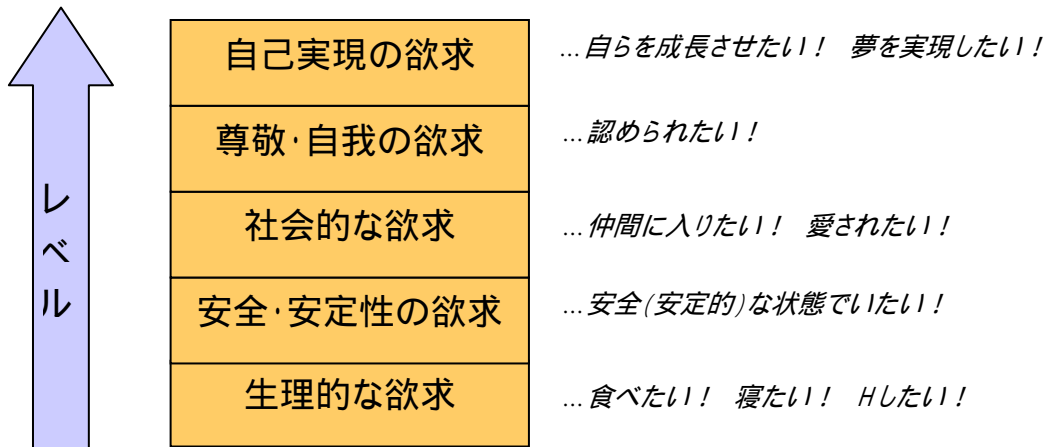 自己実現の欲求 …自らを成長させたい！ 夢を実現したい！
尊敬・自我の欲求 …認められたい！
社会的な欲求 …仲間に入りたい！ 愛されたい！
安全・安定性の欲求 …安全(安定的)な状態でいたい！
生理的な欲求 …食べたい！ 寝たい！ Hしたい！
レベル